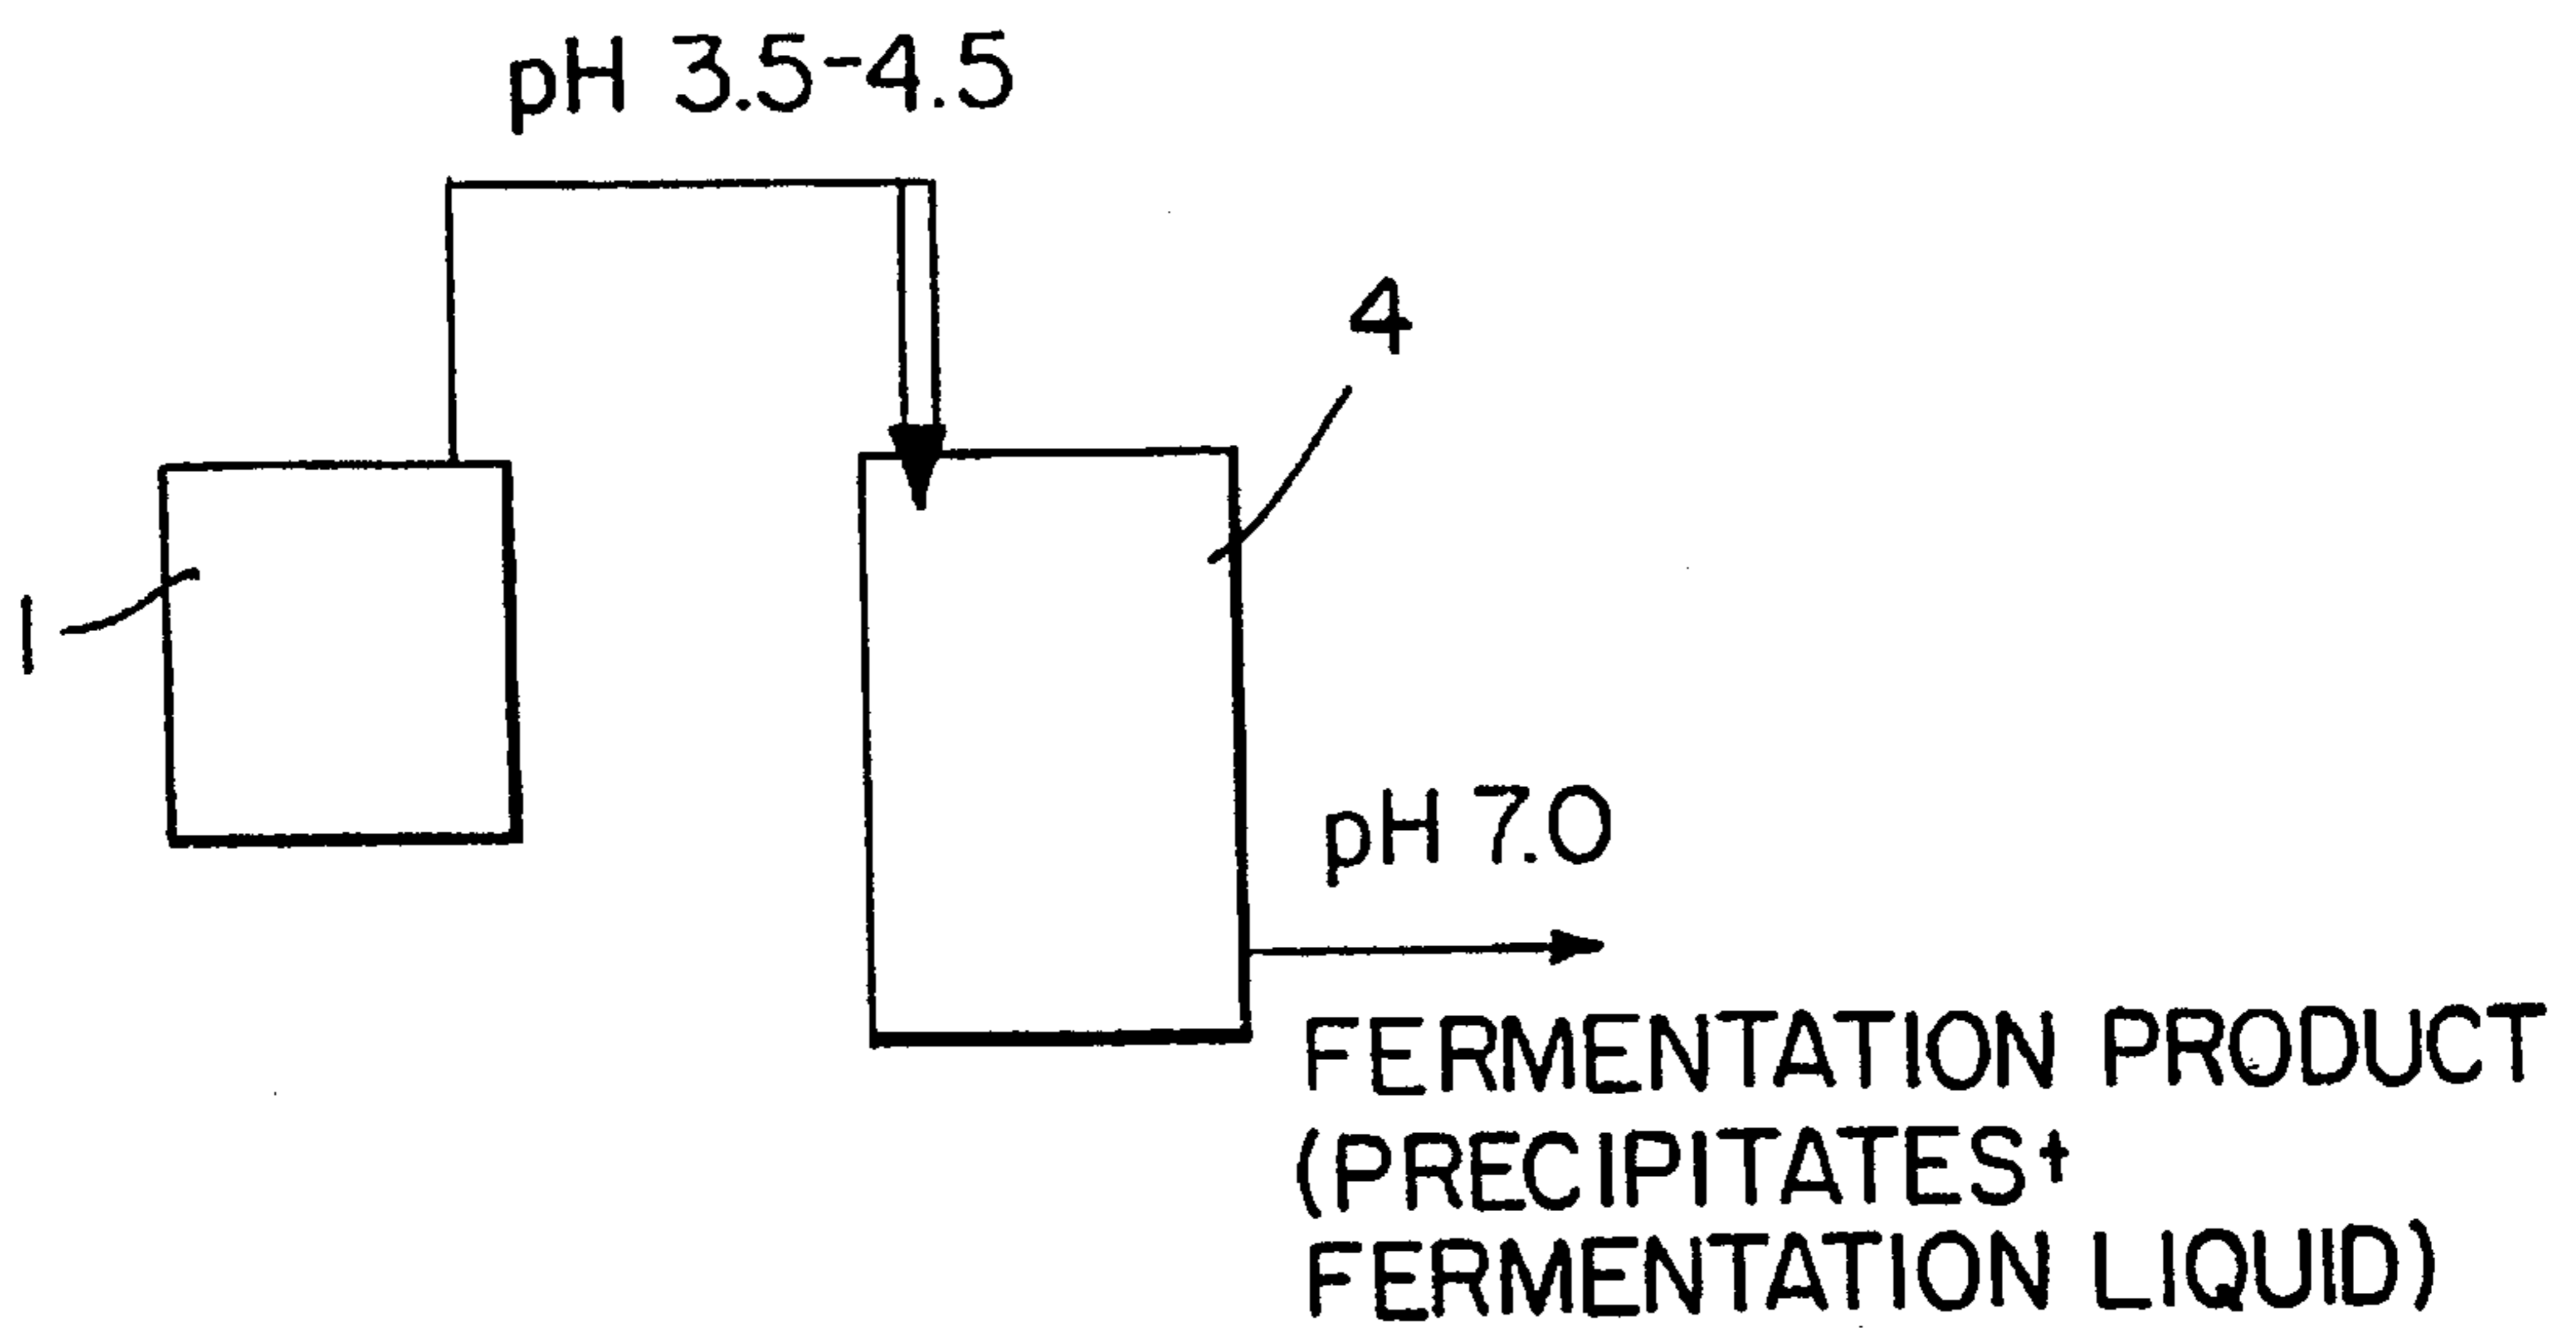 pH 3.5-4.5
4
1
pH 7.0
FERMENTATION PRODUCT
(PRECIPITATES+
FERMENTATION LIQUID)